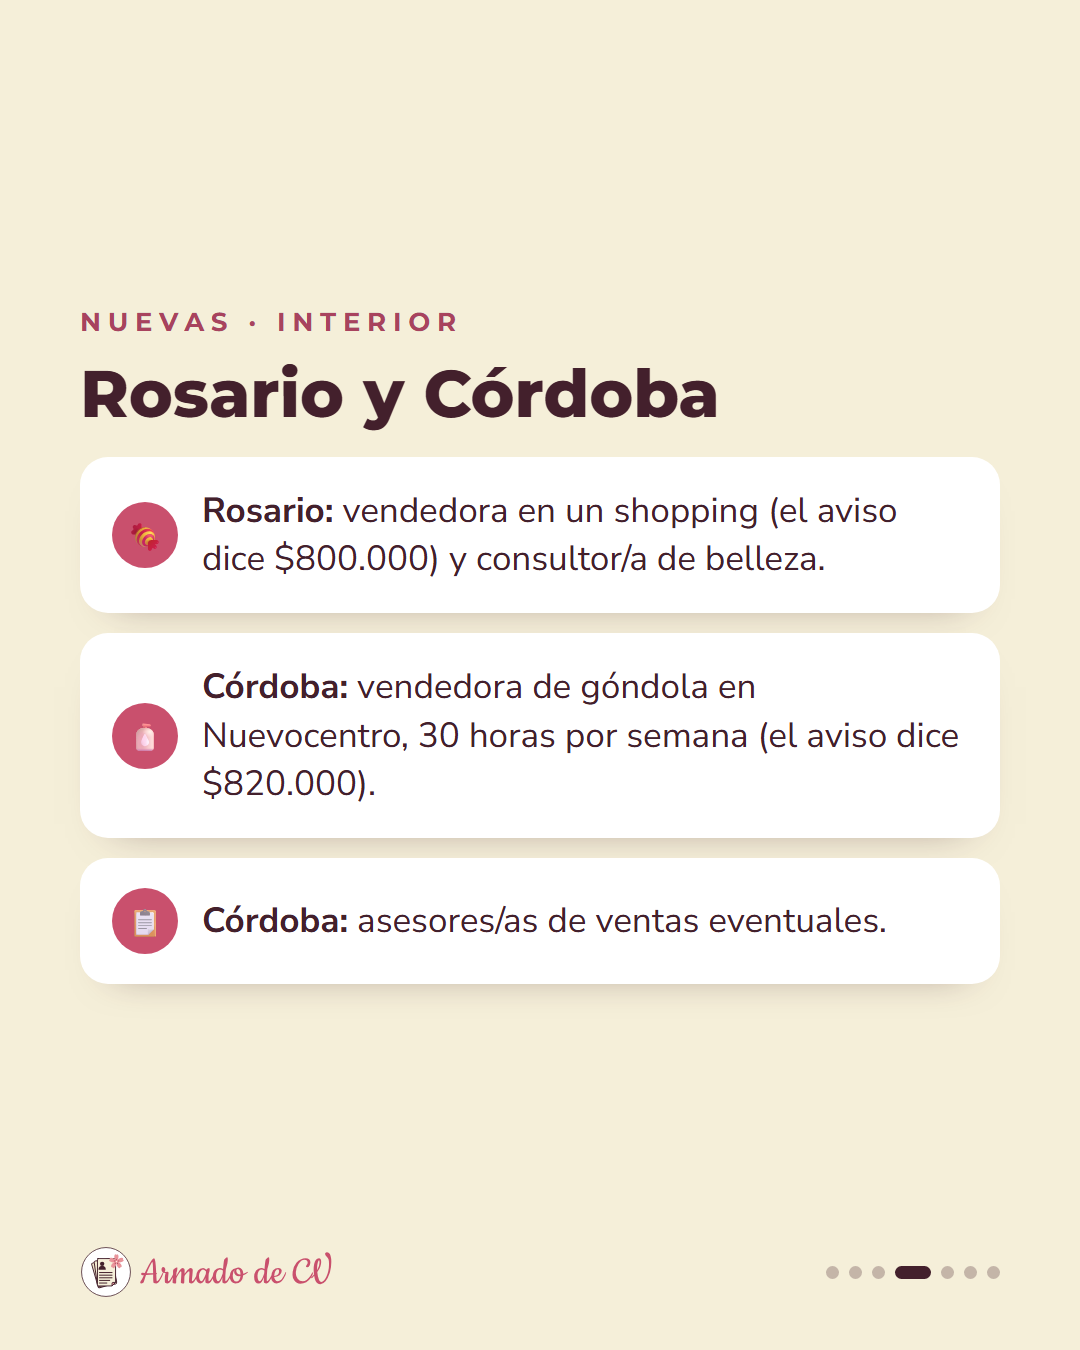 NUEVAS · INTERIOR
Rosario y Córdoba
Rosario: vendedora en un shopping (el aviso
dice $800.000) y consultor/a de belleza.
Córdoba: vendedora de góndola en
Nuevocentro, 30 horas por semana (el aviso dice
$820.000).
Córdoba: asesores/as de ventas eventuales.
Armado de CV